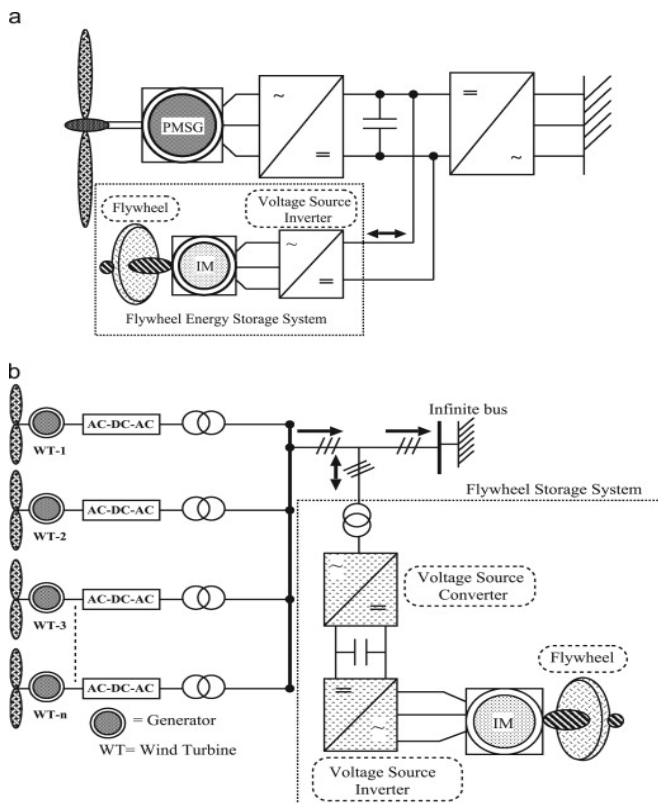 a
PMSG
~
=
=
~
Flywheel
Voltage Source
Inverter
IM
~
=
Flywheel Energy Storage System
b
WT-1
AC-DC-AC
Infinite bus
Flywheel Storage System
WT-2
AC-DC-AC
~
=
Voltage Source
Converter
WT-3
AC-DC-AC
WT-n
AC-DC-AC
= Generator
WT= Wind Turbine
=
~
IM
Flywheel
Voltage Source
Inverter